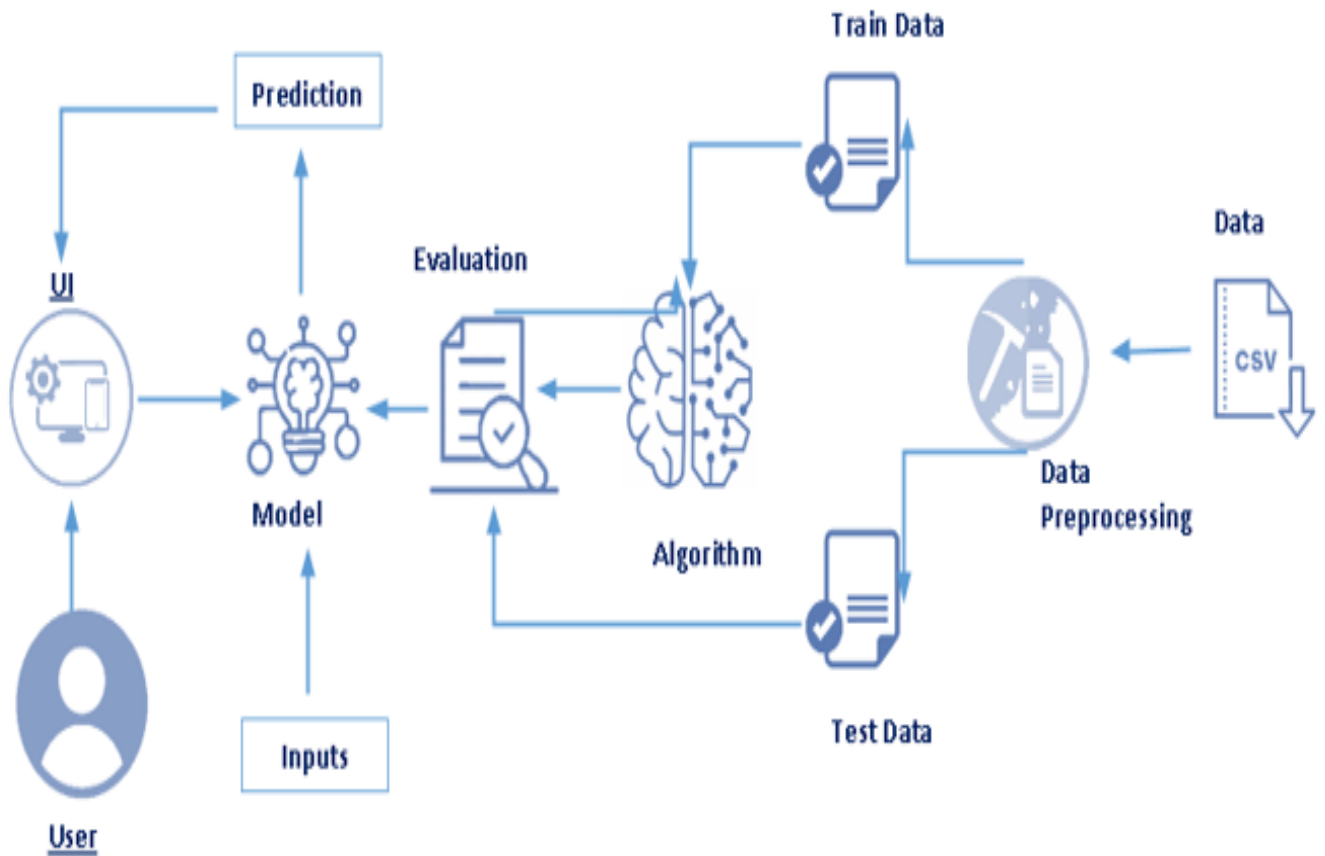 Train Data
Prediction
Data
Evaluation
UI
CSV
Data
Preprocessing
Model
Algorithm
Test Data
Inputs
User